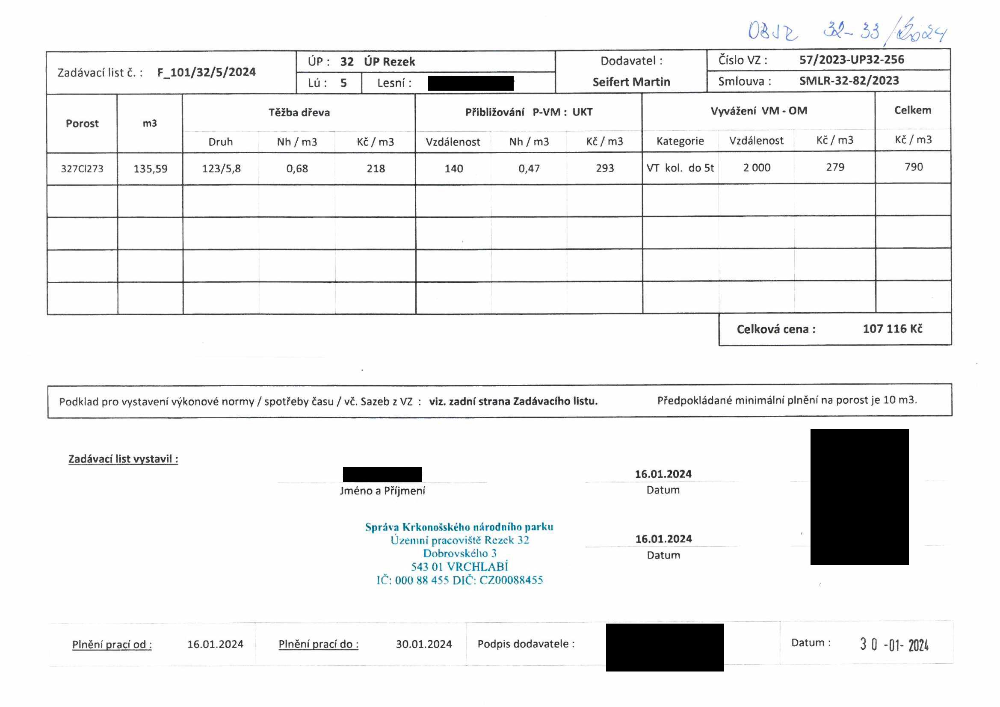 OBJR 32-33/2024
Zadávací list č. : F_101/32/5/2024
ÚP : 32 ÚP Rezek
Lú : 5 Lesní :
Dodavatel :
Seifert Martin
Číslo VZ : 57/2023-UP32-256
Smlouva : SMLR-32-82/2023
Porost m3 Těžba dřeva Přibližování P-VM : UKT Vyvážení VM - OM Celkem
Druh Nh / m3 Kč / m3 Vzdálenost Nh / m3 Kč / m3 Kategorie Vzdálenost Kč / m3 Kč / m3
327Cl273 135,59 123/5,8 0,68 218 140 0,47 293 VT kol. do 5t 2 000 279 790
Celková cena : 107 116 Kč
Podklad pro vystavení výkonové normy / spotřeby času / vč. Sazeb z VZ : viz. zadní strana Zadávacího listu. Předpokládané minimální plnění na porost je 10 m3.
Zadávací list vystavil :
16.01.2024
Jméno a Příjmení Datum
Správa Krkonošského národního parku
Územní pracoviště Rezek 32
Dobrovského 3
543 01 VRCHLABÍ
IČ: 000 88 455 DIČ: CZ00088455
16.01.2024
Datum
Plnění prací od : 16.01.2024 Plnění prací do : 30.01.2024 Podpis dodavatele : Datum : 30 -01- 2024